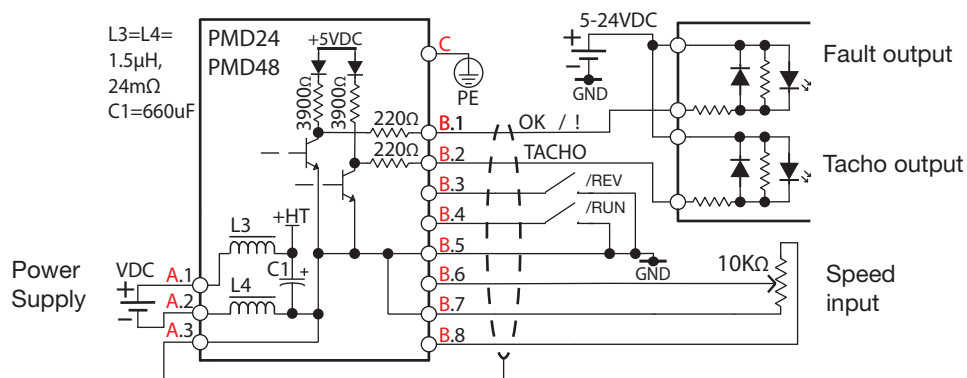 L3=L4=
1.5µH,
24mΩ
C1=660uF
PMD24
PMD48
+5VDC
3900Ω
3900Ω
220Ω
220Ω
C
PE
5-24VDC
+
–
GND
Fault output
B.1
OK / !
B.2
TACHO
Tacho output
B.3
/REV
B.4
/RUN
B.5
GND
B.6
10KΩ
Speed
input
B.7
B.8
+HT
L3
C1
+
L4
Power
Supply
VDC
+
–
A.1
A.2
A.3